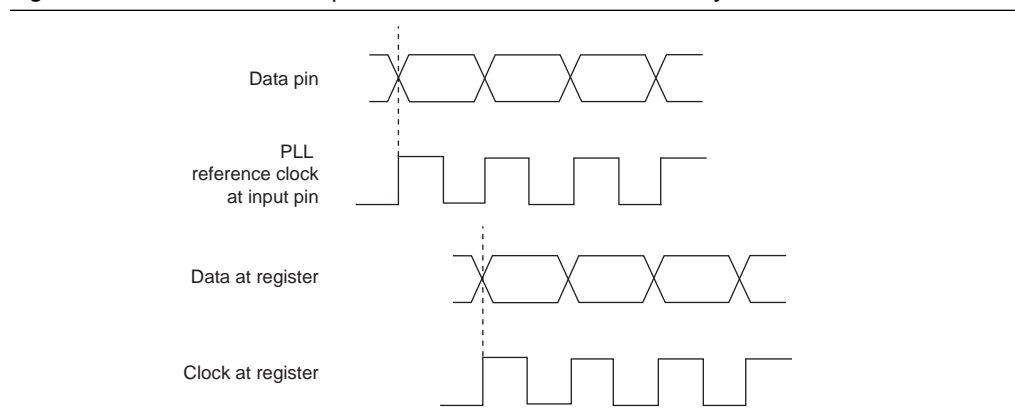 Data pin
PLL
reference clock
at input pin
Data at register
Clock at register